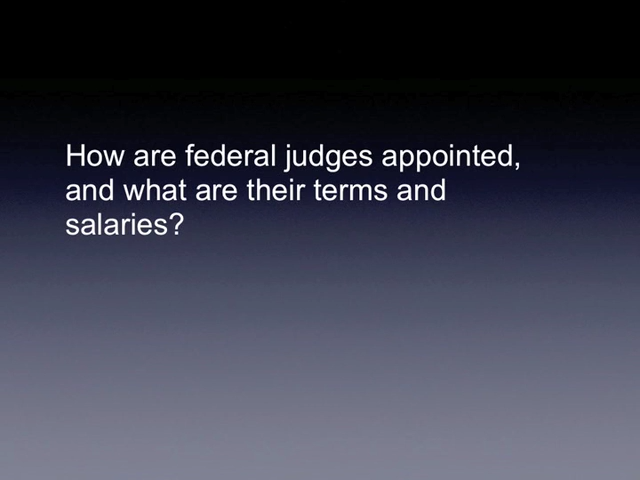 How are federal judges appointed,
and what are their terms and
salaries?